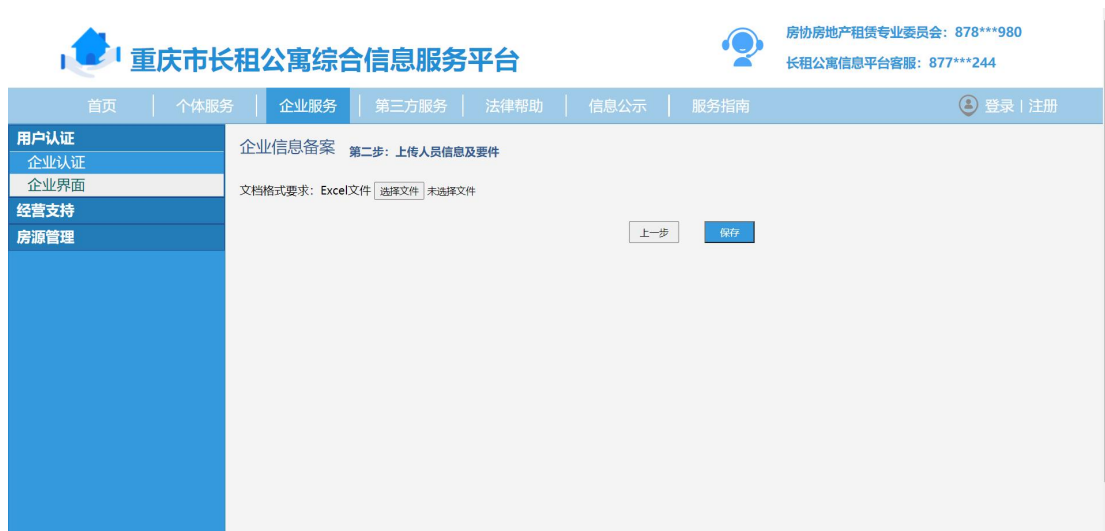 重庆市长租公寓综合信息服务平台
房协房地产租赁专业委员会：878***980
长租公寓信息平台客服：877***244
首页 个体服务 企业服务 第三方服务 法律帮助 信息公示 服务指南 登录 | 注册
用户认证
企业认证
企业界面
经营支持
房源管理
企业信息备案 第二步：上传人员信息及要件
文档格式要求：Excel文件 选择文件 未选择文件
上一步 保存